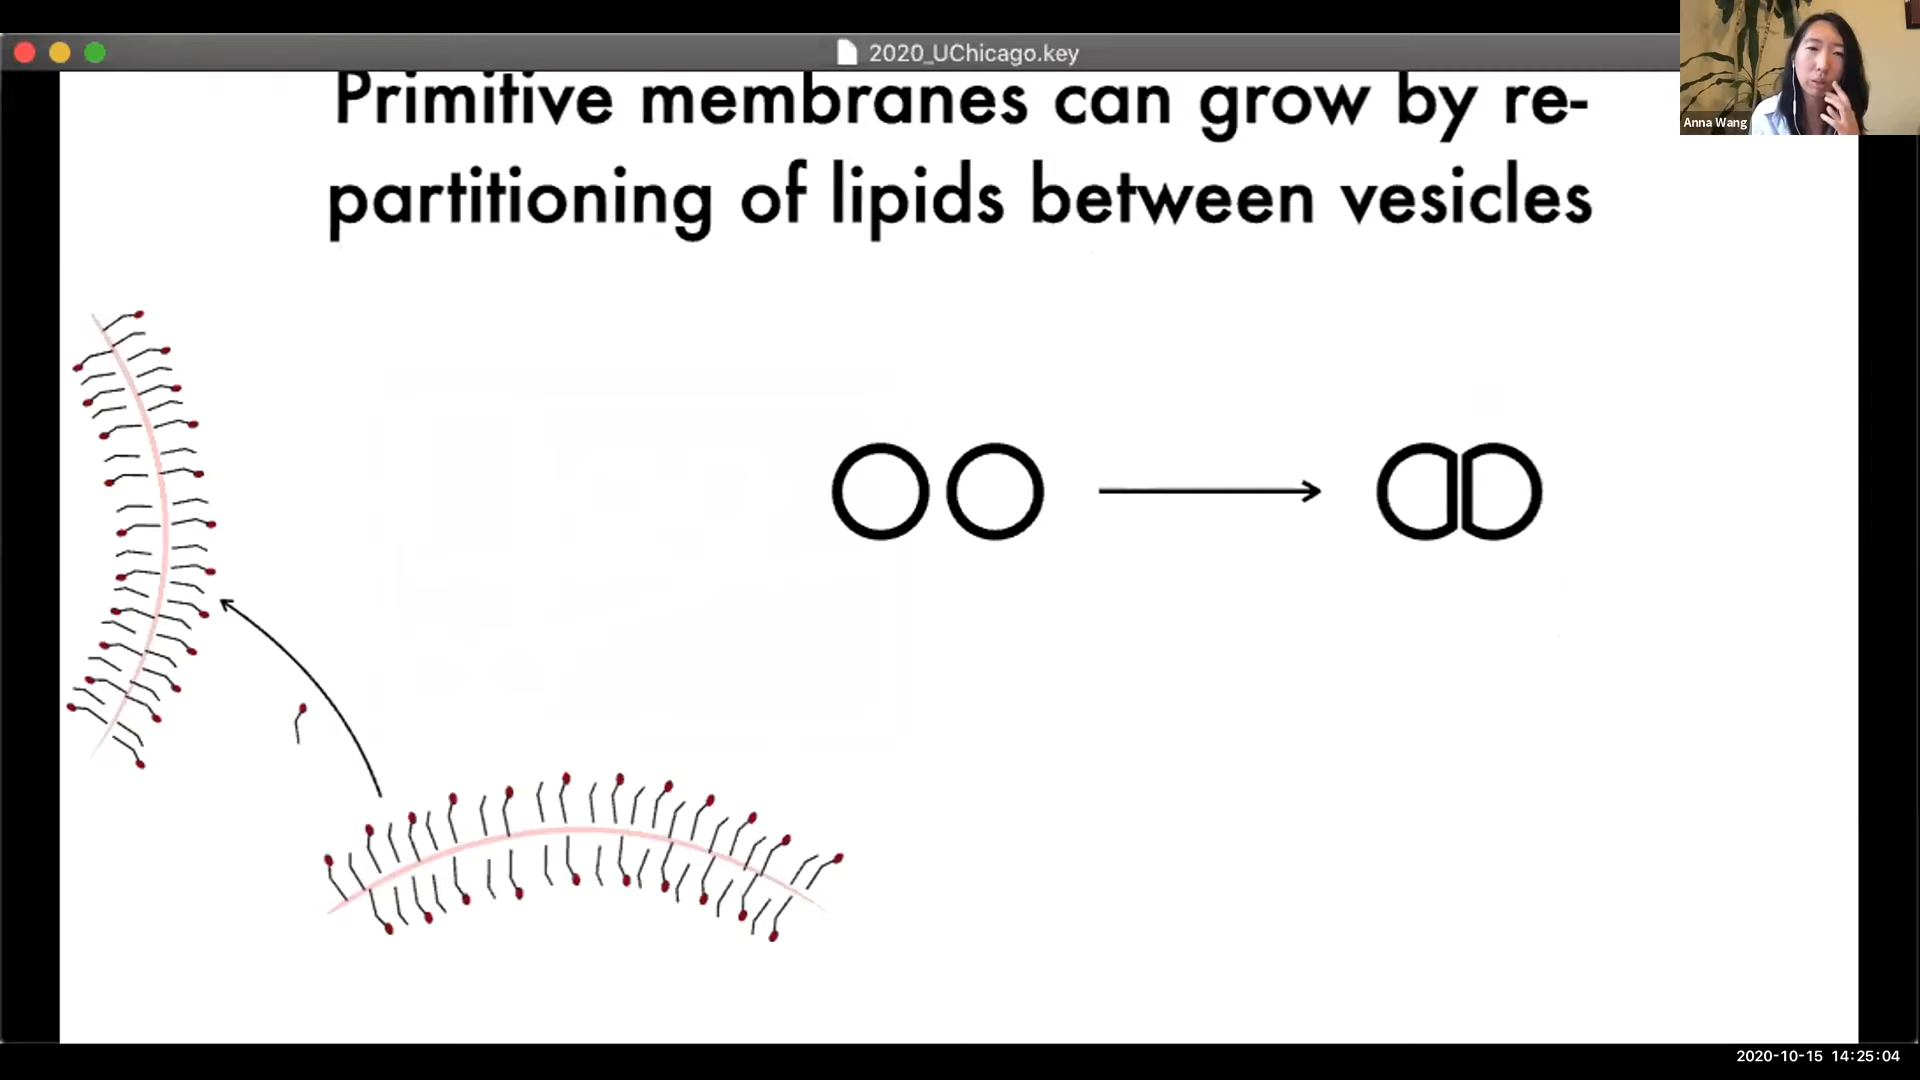 2020_UChicago.key
Primitive membranes can grow by re-
partitioning of lipids between vesicles
Anna Wang
2020-10-15 14:25:04